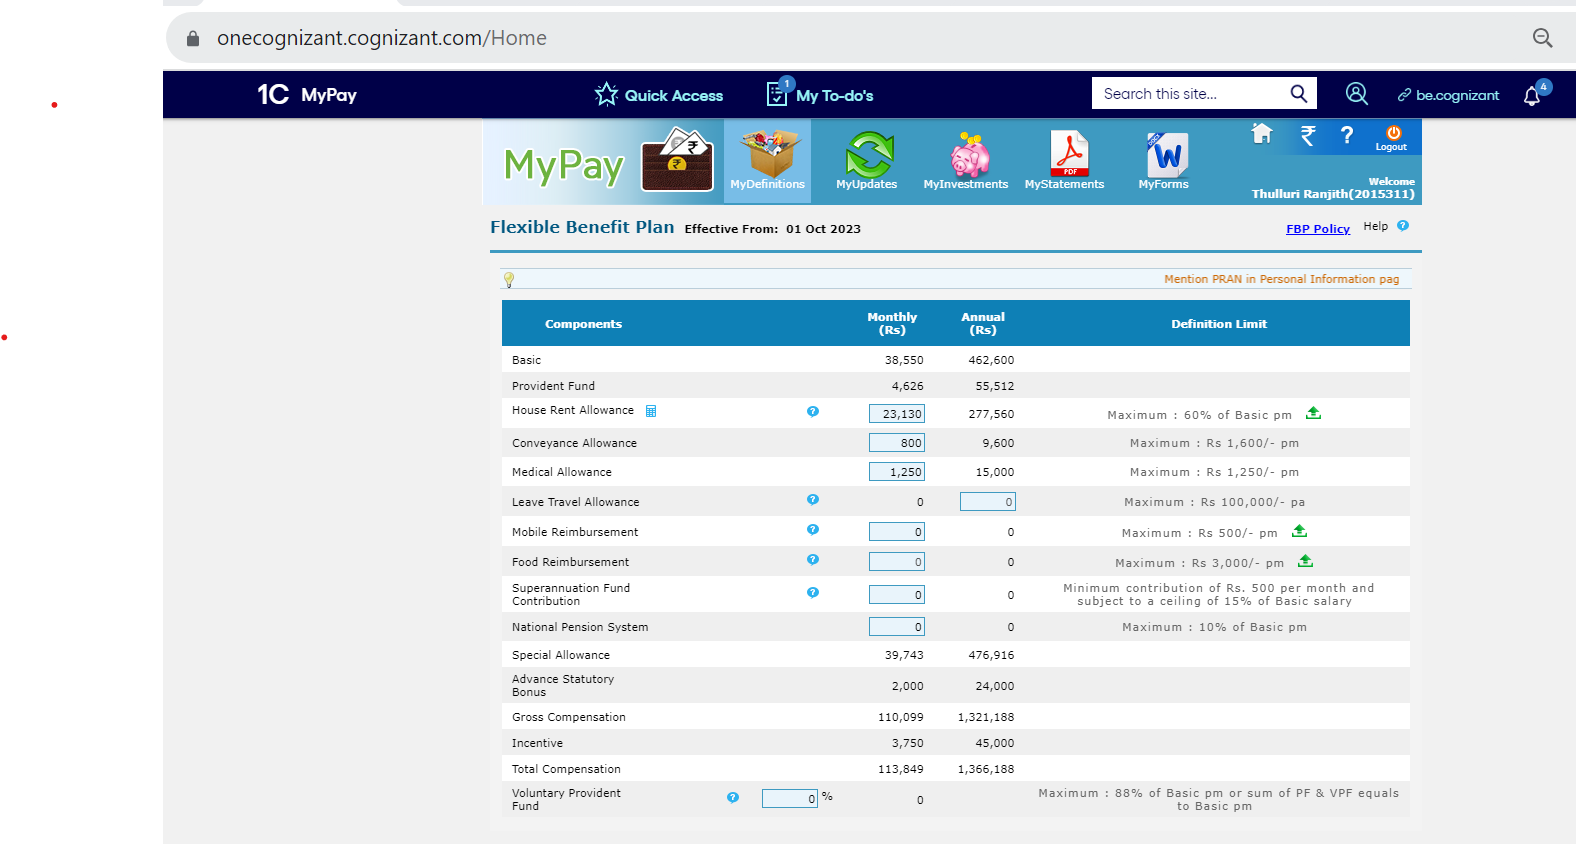 onecognizant.cognizant.com/Home
1C MyPay
Quick Access
1
My To-do's
Search this site...
be.cognizant
4
MyPay
MyDefinitions
MyUpdates
MyInvestments
PDF
MyStatements
DOCX
W
MyForms
₹
?
Logout
Welcome
Thulluri Ranjith(2015311)
Flexible Benefit Plan Effective From: 01 Oct 2023
FBP Policy Help ?
Mention PRAN in Personal Information pag
Components Monthly (Rs) Annual (Rs) Definition Limit
Basic 38,550 462,600
Provident Fund 4,626 55,512
House Rent Allowance ? 23,130 277,560 Maximum : 60% of Basic pm
Conveyance Allowance 800 9,600 Maximum : Rs 1,600/- pm
Medical Allowance 1,250 15,000 Maximum : Rs 1,250/- pm
Leave Travel Allowance ? 0 0 Maximum : Rs 100,000/- pa
Mobile Reimbursement ? 0 0 Maximum : Rs 500/- pm
Food Reimbursement ? 0 0 Maximum : Rs 3,000/- pm
Superannuation Fund
Contribution ? 0 0 Minimum contribution of Rs. 500 per month and
subject to a ceiling of 15% of Basic salary
National Pension System 0 0 Maximum : 10% of Basic pm
Special Allowance 39,743 476,916
Advance Statutory
Bonus 2,000 24,000
Gross Compensation 110,099 1,321,188
Incentive 3,750 45,000
Total Compensation 113,849 1,366,188
Voluntary Provident
Fund ? 0 % 0 Maximum : 88% of Basic pm or sum of PF & VPF equals
to Basic pm